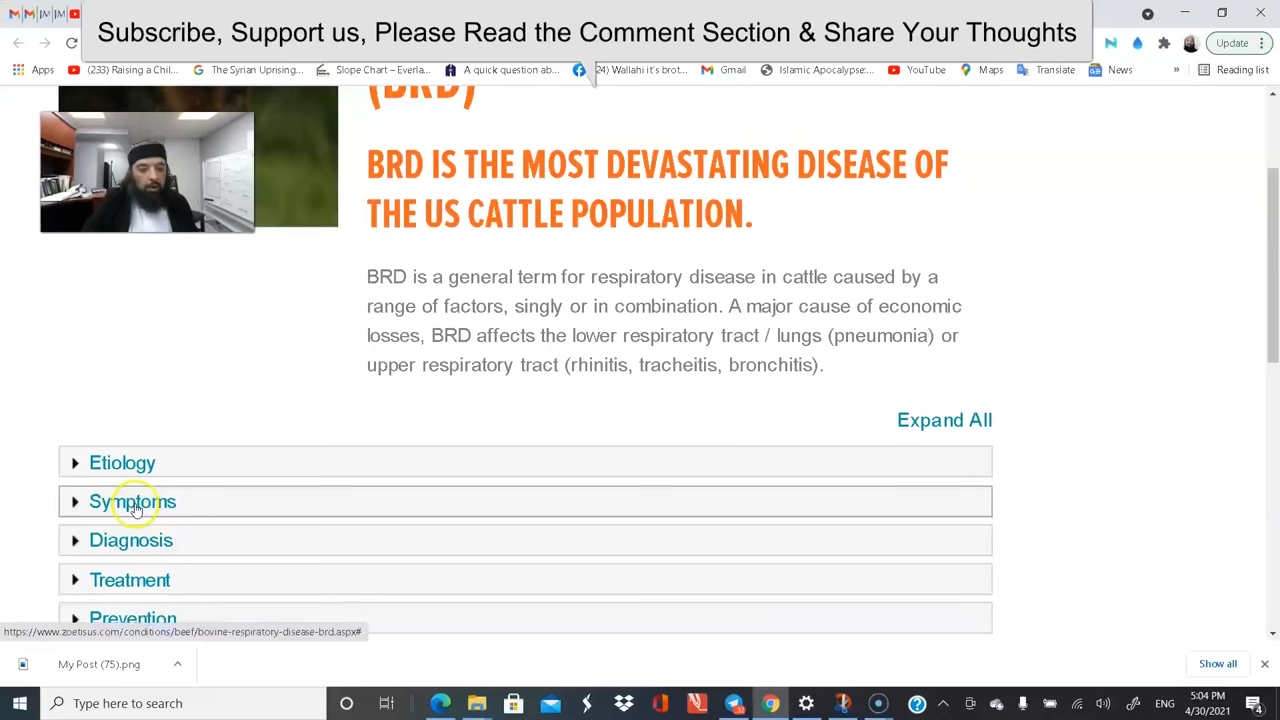 Subscribe, Support us, Please Read the Comment Section & Share Your Thoughts
Update
Apps
(233) Raising a Chil...
The Syrian Uprising...
Slope Chart – Everla...
A quick question ab...
24) Wallahi it's brot...
Gmail
Islamic Apocalypse:...
YouTube
Maps
Translate
News
»
Reading list
(BRD)
BRD IS THE MOST DEVASTATING DISEASE OF
THE US CATTLE POPULATION.
BRD is a general term for respiratory disease in cattle caused by a
range of factors, singly or in combination. A major cause of economic
losses, BRD affects the lower respiratory tract / lungs (pneumonia) or
upper respiratory tract (rhinitis, tracheitis, bronchitis).
Expand All
Etiology
Symptoms
Diagnosis
Treatment
Prevention
https://www.zoetisus.com/conditions/beef/bovine-respiratory-disease-brd.aspx#
My Post (75).png
Show all
Type here to search
ENG
5:04 PM
4/30/2021
4